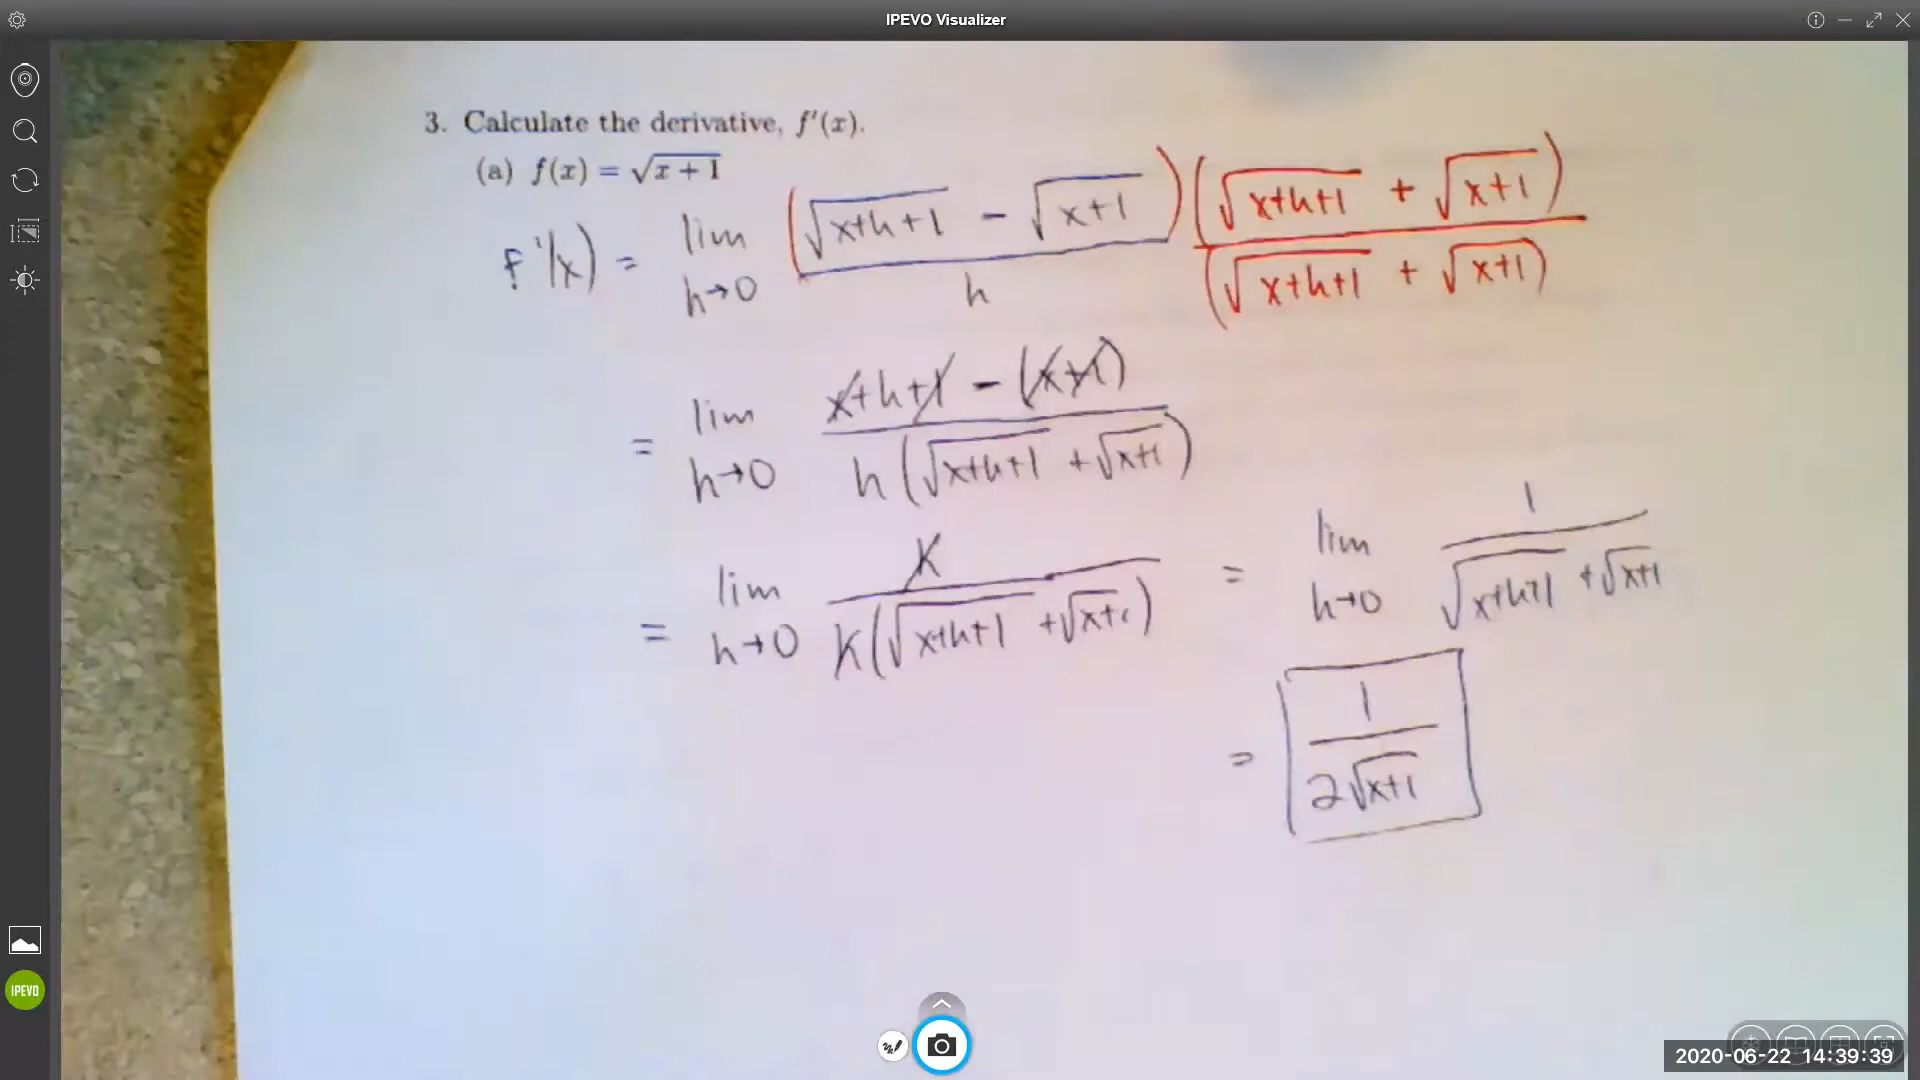 IPEVO Visualizer
3. Calculate the derivative, f'(x).
(a) f(x) = √(x + 1)
f'(x) = lim h→0 (√(x+h+1) − √(x+1))/h · (√(x+h+1) + √(x+1))/(√(x+h+1) + √(x+1))
= lim h→0 (x+h+1 − (x+1))/(h(√(x+h+1) + √(x+1)))
= lim h→0 h/(h(√(x+h+1) + √(x+1))) = lim h→0 1/(√(x+h+1) + √(x+1))
= 1/(2√(x+1))
IPEVO
2020-06-22 14:39:39